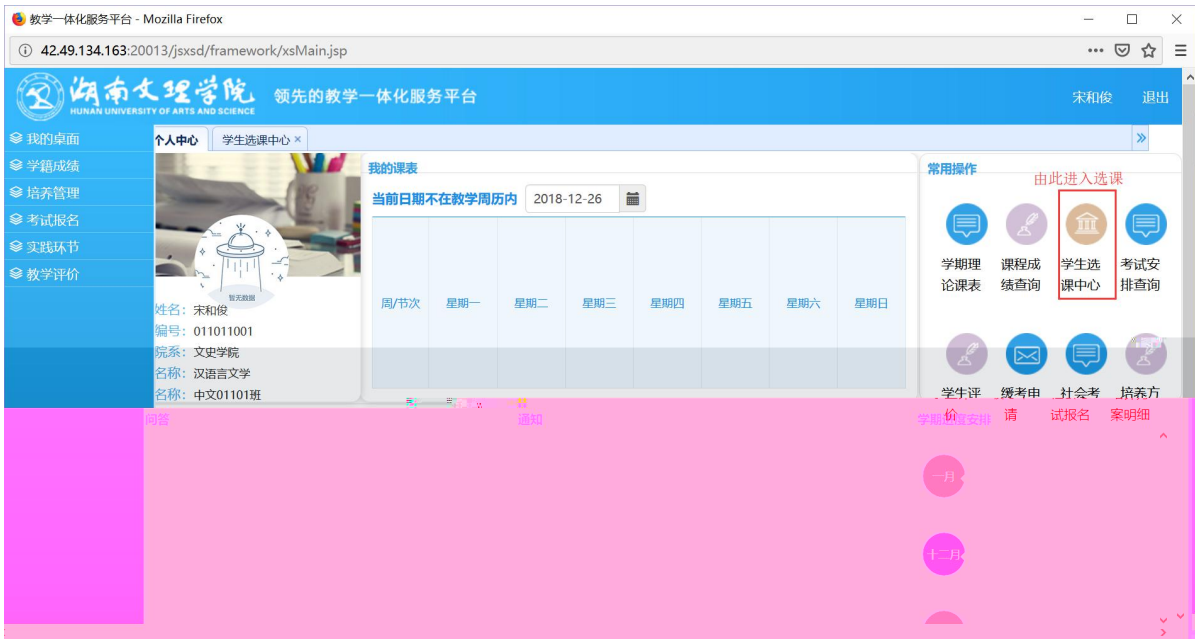 教学一体化服务平台 - Mozilla Firefox
42.49.134.163:20013/jsxsd/framework/xsMain.jsp
湖南文理学院
HUNAN UNIVERSITY OF ARTS AND SCIENCE
领先的教学一体化服务平台
宋和俊 退出
我的桌面
学籍成绩
培养管理
考试报名
实践环节
教学评价
个人中心 学生选课中心 ×
暂无数据
姓名: 宋和俊
编号: 011011001
院系: 文史学院
名称: 汉语言文学
名称: 中文01101班
我的课表
当前日期不在教学周历内 2018-12-26
周/节次 星期一 星期二 星期三 星期四 星期五 星期六 星期日
常用操作
由此进入选课
学期理论课表
课程成绩查询
学生选课中心
考试安排查询
学生评价
缓考申请
社会考试报名
培养方案明细
问答
通知
学期进度安排
一月
十二月